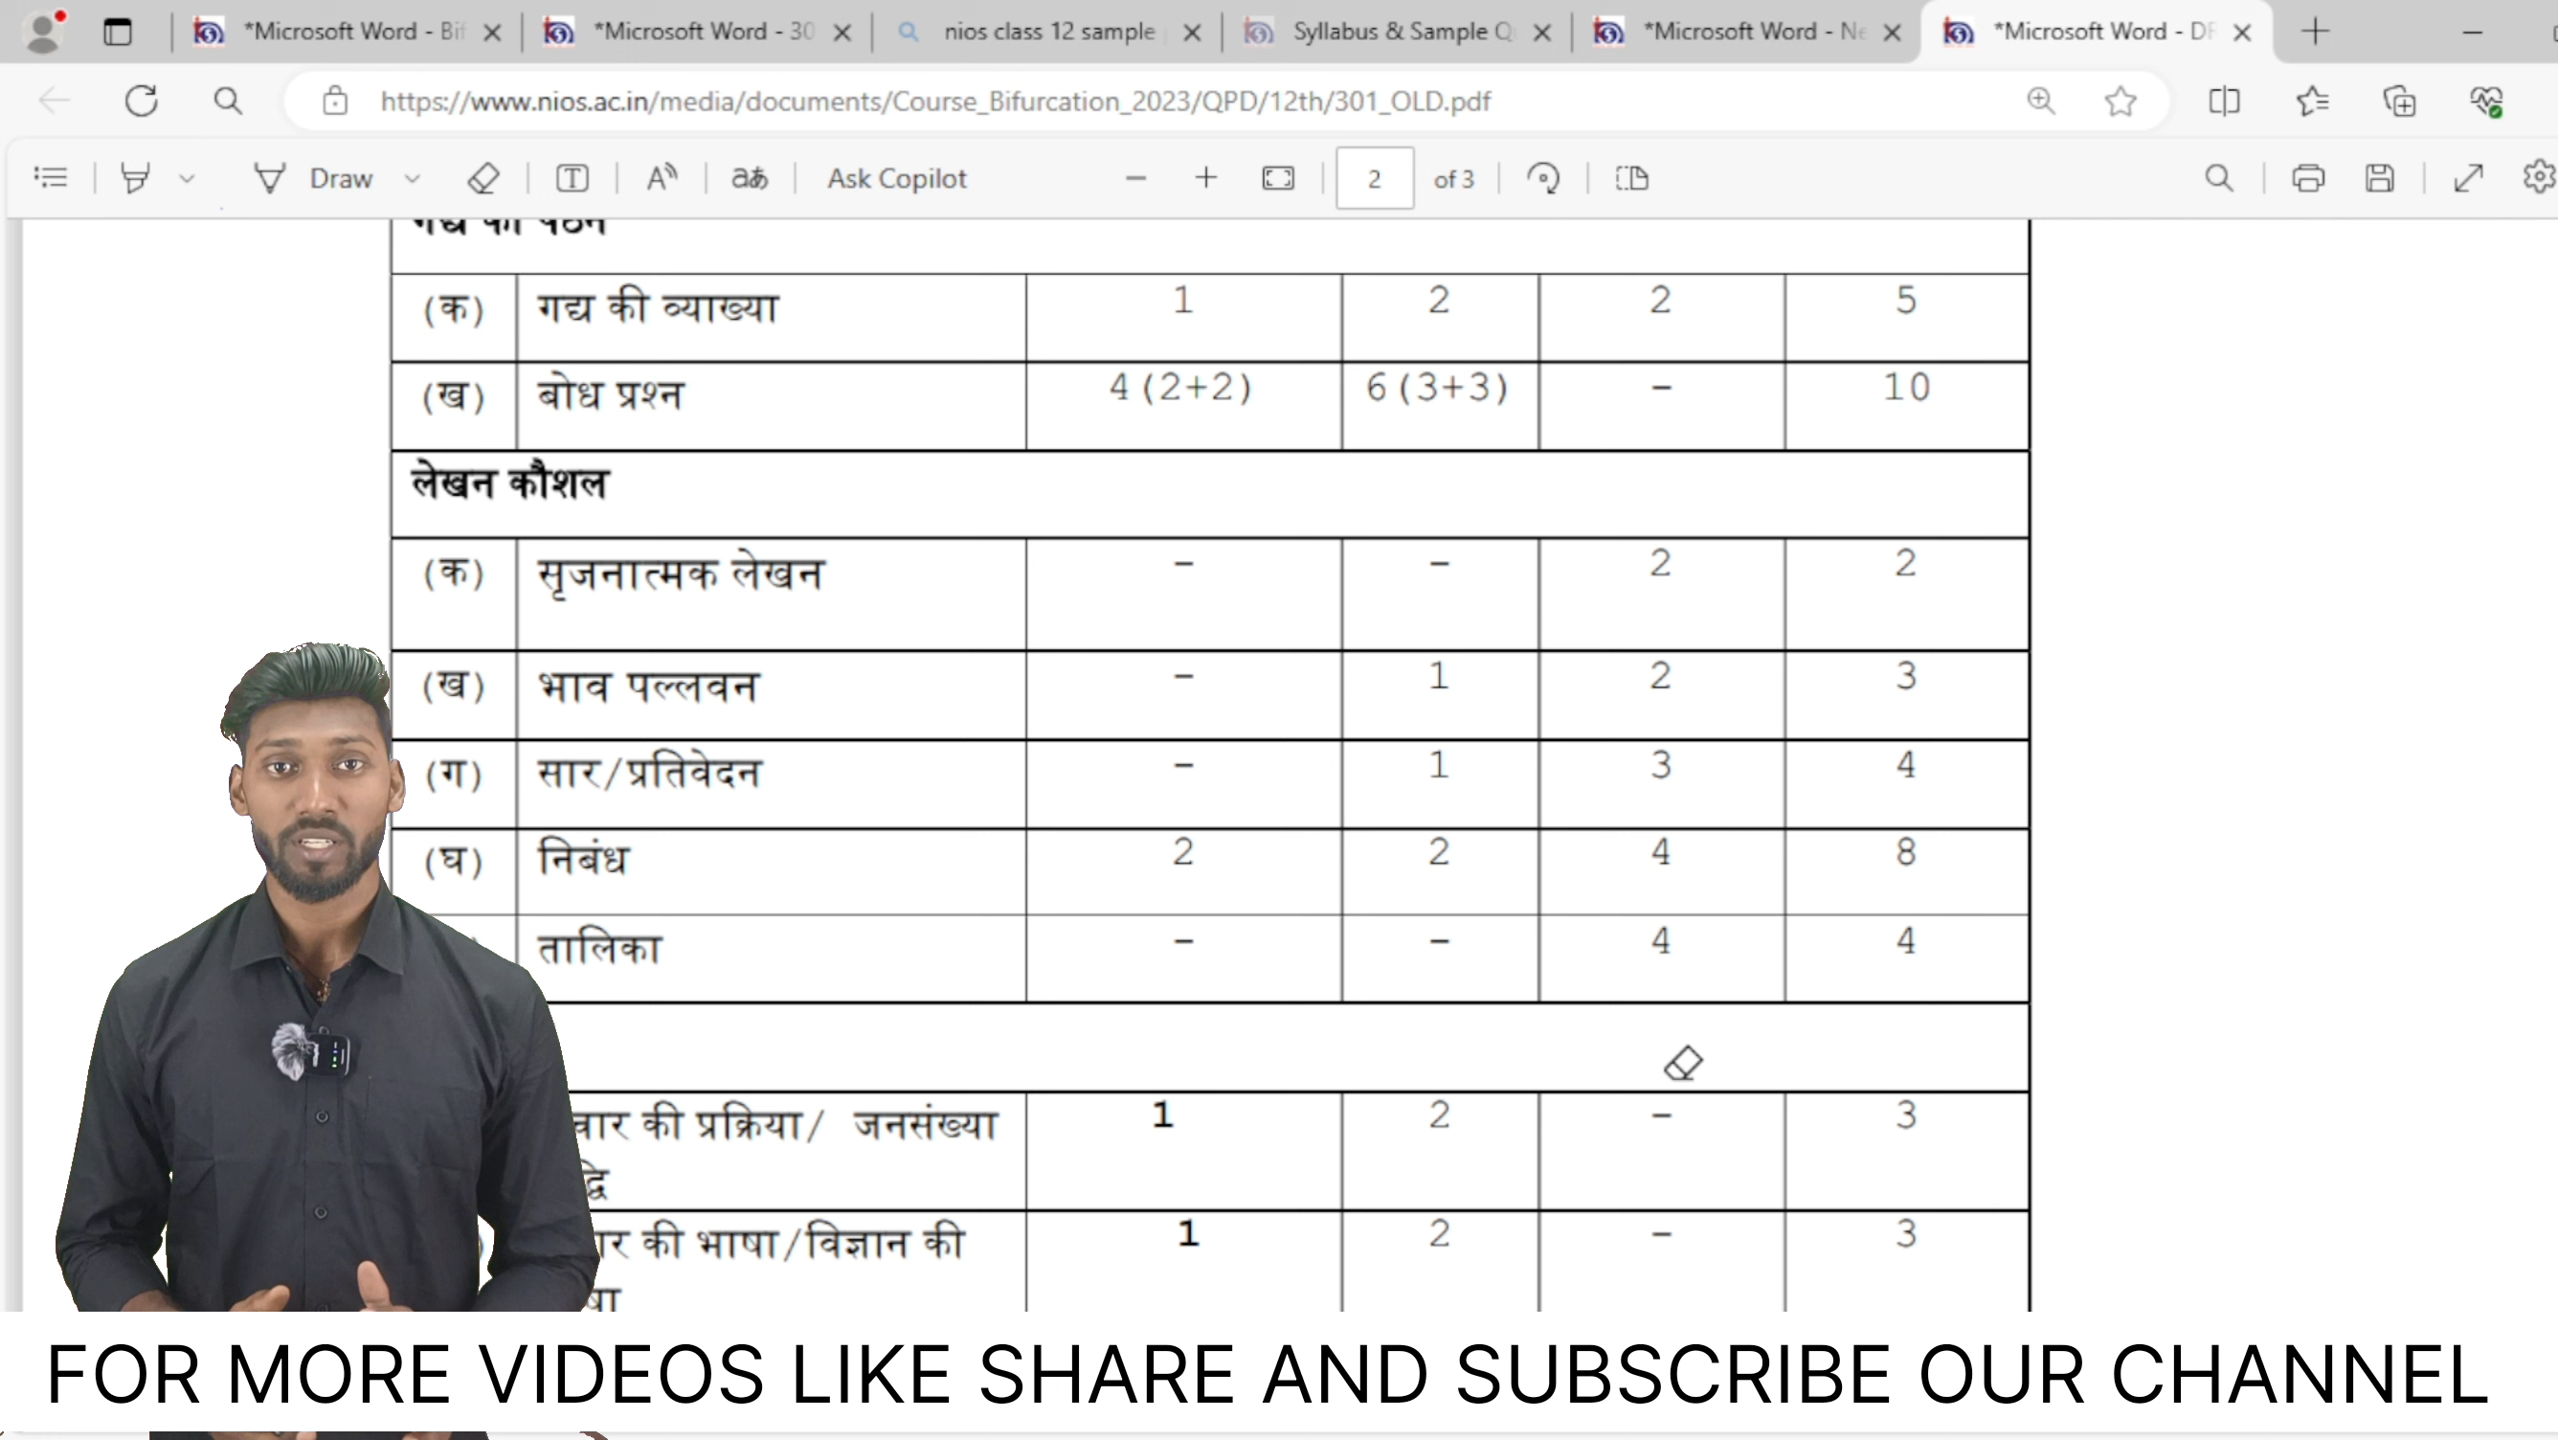 *Microsoft Word - Bif
*Microsoft Word - 30
nios class 12 sample
Syllabus & Sample Q
*Microsoft Word - Ne
*Microsoft Word - DR
https://www.nios.ac.in/media/documents/Course_Bifurcation_2023/QPD/12th/301_OLD.pdf
Draw
T
A
aあ
Ask Copilot
2 of 3
(क) गद्य की व्याख्या 1 2 2 5
(ख) बोध प्रश्न 4(2+2) 6(3+3) - 10
लेखन कौशल
(क) सृजनात्मक लेखन - - 2 2
(ख) भाव पल्लवन - 1 2 3
(ग) सार/प्रतिवेदन - 1 3 4
(घ) निबंध 2 2 4 8
तालिका - - 4 4
की प्रक्रिया/ जनसंख्या 1 2 - 3
की भाषा/विज्ञान की 1 2 - 3
FOR MORE VIDEOS LIKE SHARE AND SUBSCRIBE OUR CHANNEL